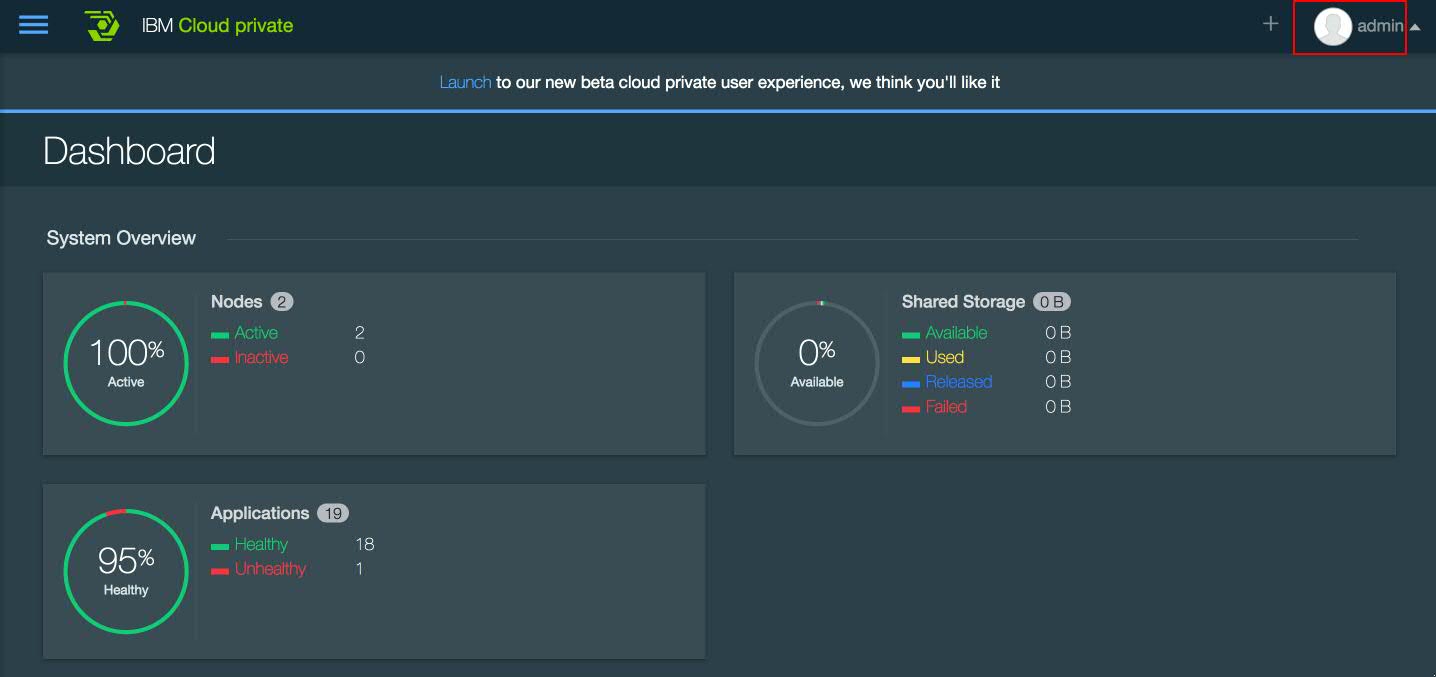 IBM Cloud private
+ admin
Launch to our new beta cloud private user experience, we think you'll like it
Dashboard
System Overview
100% Active
Nodes 2
Active 2
Inactive 0
0% Available
Shared Storage 0 B
Available 0 B
Used 0 B
Released 0 B
Failed 0 B
95% Healthy
Applications 19
Healthy 18
Unhealthy 1